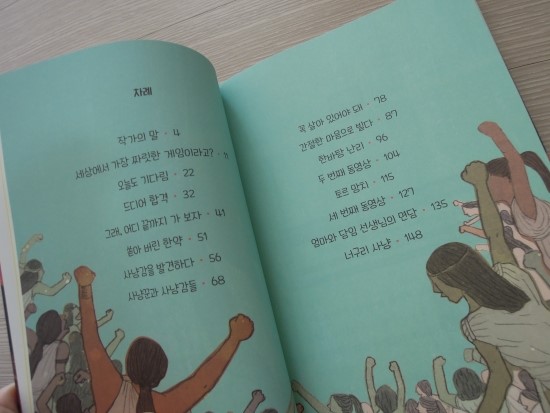 차례
작가의 말 · 4
세상에서 가장 짜릿한 게임이라고? · 11
오늘도 기다림 · 22
드디어 합격 · 32
그래, 어디 끝까지 가 보자 · 41
쏟아 버린 한약 · 51
사냥감을 발견하다 · 56
사냥꾼과 사냥감들 · 68
꼭 살아 있어야 돼 · 78
간절한 마음으로 빌다 · 87
한바탕 난리 · 96
두 번째 동영상 · 104
토르 망치 · 115
세 번째 동영상 · 127
엄마와 담임 선생님의 면담 · 135
너구리 사냥 · 148